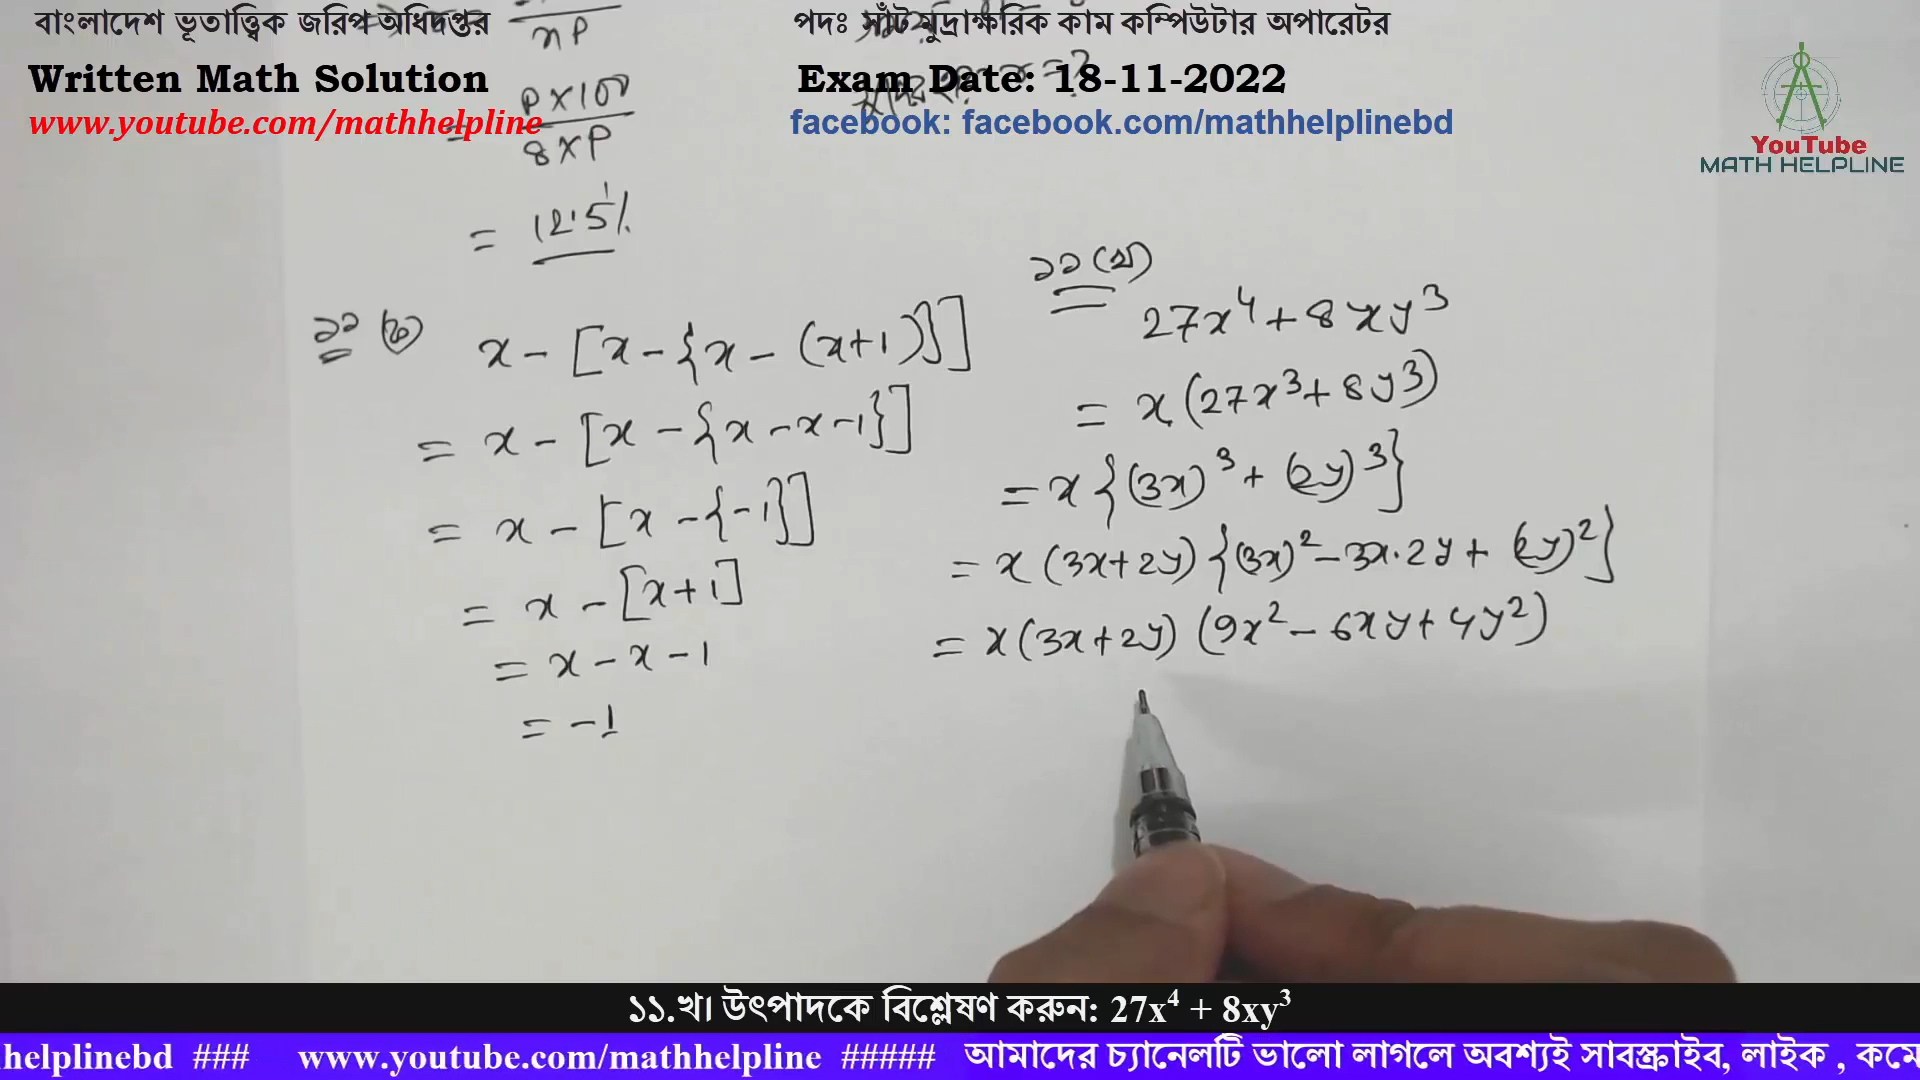 বাংলাদেশ ভূতাত্ত্বিক জরিপ অধিদপ্তর
পদঃ সাঁট মুদ্রাক্ষরিক কাম কম্পিউটার অপারেটর
Written Math Solution
Exam Date: 18-11-2022
www.youtube.com/mathhelpline
facebook: facebook.com/mathhelplinebd
YouTube
MATH HELPLINE
nP
= P×100
8×P
= 12.5%
১১ (ক) x - [x - {x - (x+1)}]
= x - [x - {x - x - 1}]
= x - [x - {-1}]
= x - [x+1]
= x - x - 1
= -1
১১ (খ)
27x⁴ + 8xy³
= x (27x³ + 8y³)
= x {(3x)³ + (2y)³}
= x (3x+2y) {(3x)² - 3x·2y + (2y)²}
= x (3x+2y) (9x² - 6xy + 4y²)
১১.খ। উৎপাদকে বিশ্লেষণ করুন: 27x⁴ + 8xy³
helplinebd ### www.youtube.com/mathhelpline ##### আমাদের চ্যানেলটি ভালো লাগলে অবশ্যই সাবস্ক্রাইব, লাইক , কমে